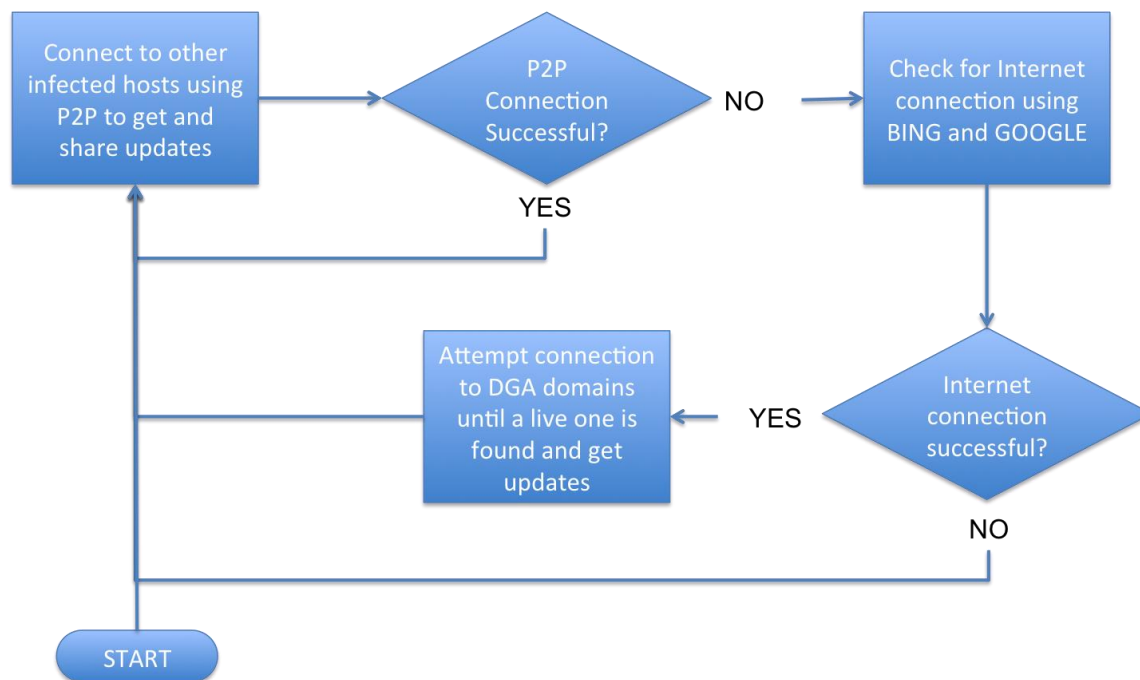 Connect to other
infected hosts using
P2P to get and
share updates
P2P
Connection
Successful?
NO
Check for Internet
connection using
BING and GOOGLE
YES
Attempt connection
to DGA domains
until a live one is
found and get
updates
YES
Internet
connection
successful?
NO
START